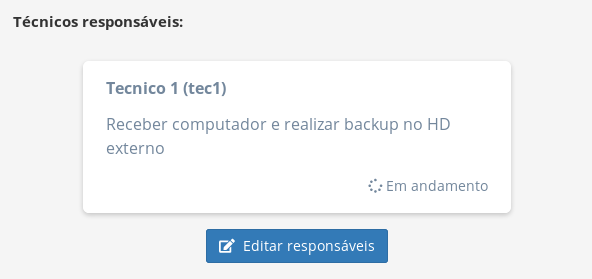 Técnicos responsáveis:
Tecnico 1 (tec1)
Receber computador e realizar backup no HD
externo
Em andamento
Editar responsáveis